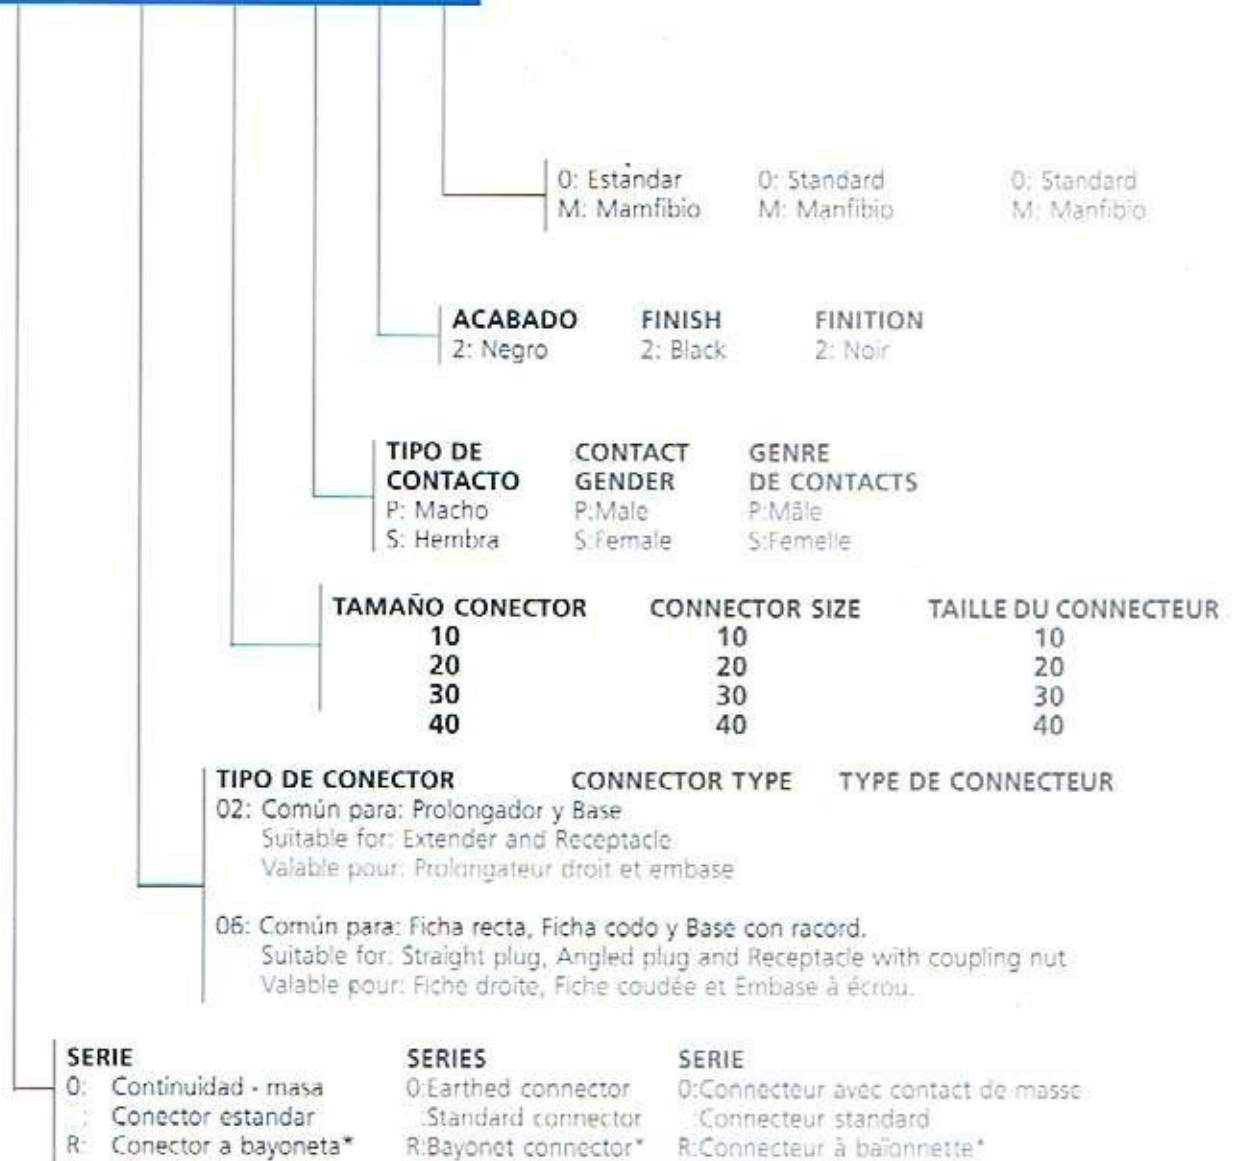 0: Estándar 0: Standard 0: Standard
M: Mamfibio M: Manfibio M: Manfibio
ACABADO FINISH FINITION
2: Negro 2: Black 2: Noir
TIPO DE CONTACT GENRE
CONTACTO GENDER DE CONTACTS
P: Macho P:Male P:Mâle
S: Hembra S:Female S:Femelle
TAMAÑO CONECTOR CONNECTOR SIZE TAILLE DU CONNECTEUR
10 10 10
20 20 20
30 30 30
40 40 40
TIPO DE CONECTOR CONNECTOR TYPE TYPE DE CONNECTEUR
02: Común para: Prolongador y Base
Suitable for: Extender and Receptacle
Valable pour: Prolongateur droit et embase
06: Común para: Ficha recta, Ficha codo y Base con racord.
Suitable for: Straight plug, Angled plug and Receptacle with coupling nut
Valable pour: Fiche droite, Fiche coudée et Embase à écrou.
SERIE SERIES SERIE
0: Continuidad - masa 0:Earthed connector 0:Connecteur avec contact de masse
: Conector estandar :Standard connector :Connecteur standard
R: Conector a bayoneta* R:Bayonet connector* R:Connecteur à baïonnette*